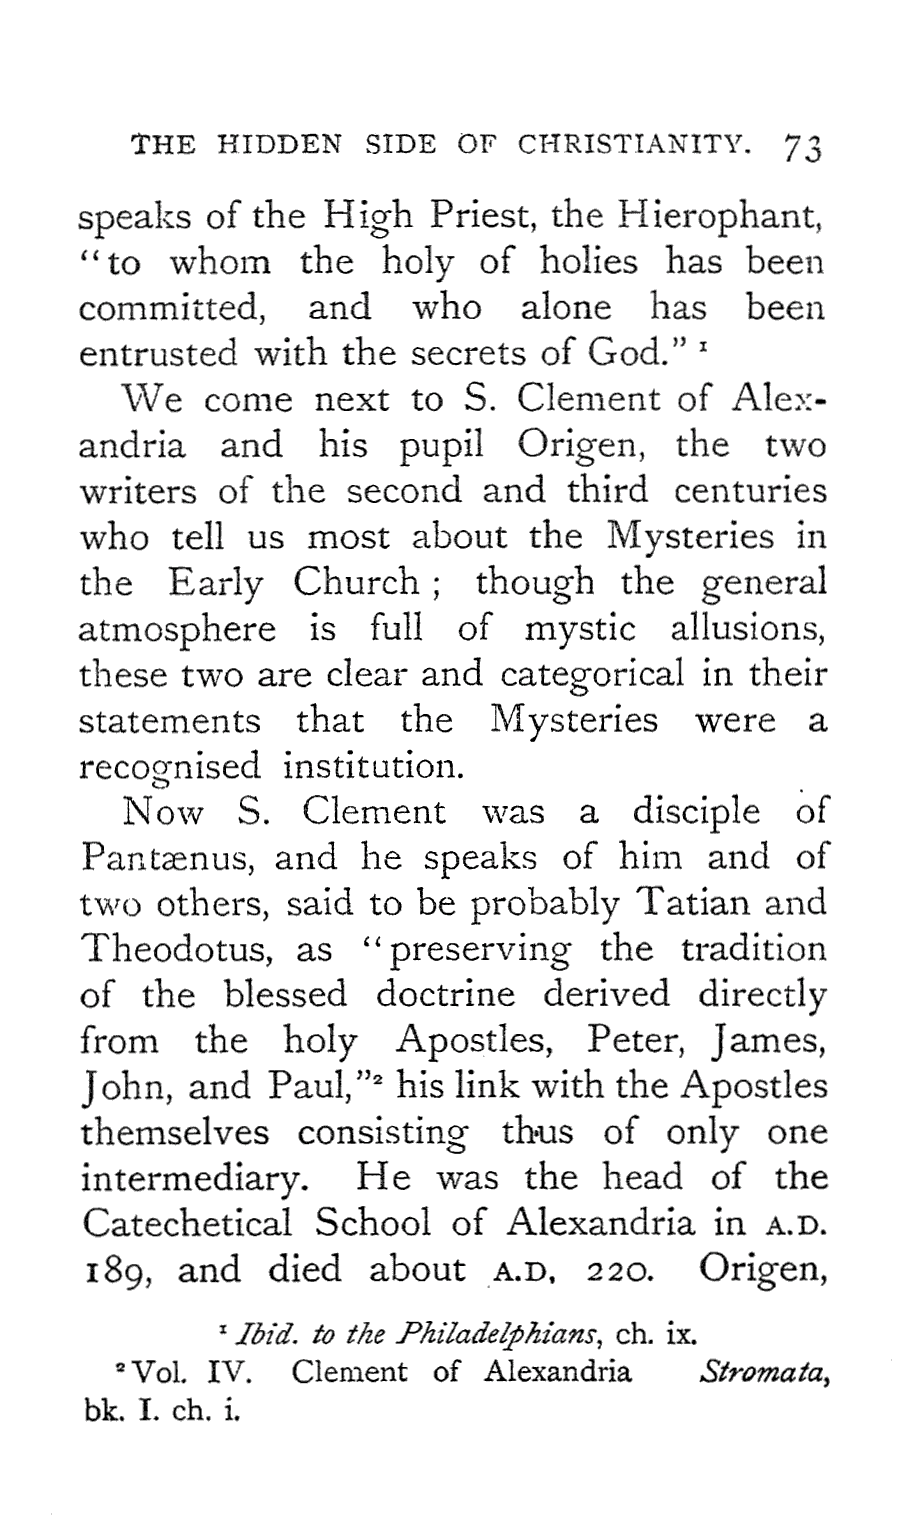 THE HIDDEN SIDE OF CHRISTIANITY. 73
speaks of the High Priest, the Hierophant,
“to whom the holy of holies has been
committed, and who alone has been
entrusted with the secrets of God.” ¹
We come next to S. Clement of Alex-
andria and his pupil Origen, the two
writers of the second and third centuries
who tell us most about the Mysteries in
the Early Church ; though the general
atmosphere is full of mystic allusions,
these two are clear and categorical in their
statements that the Mysteries were a
recognised institution.
Now S. Clement was a disciple of
Pantænus, and he speaks of him and of
two others, said to be probably Tatian and
Theodotus, as “preserving the tradition
of the blessed doctrine derived directly
from the holy Apostles, Peter, James,
John, and Paul,”² his link with the Apostles
themselves consisting thus of only one
intermediary. He was the head of the
Catechetical School of Alexandria in A.D.
189, and died about A.D. 220. Origen,
¹ Ibid. to the Philadelphians, ch. ix.
² Vol. IV. Clement of Alexandria Stromata,
bk. I. ch. i.